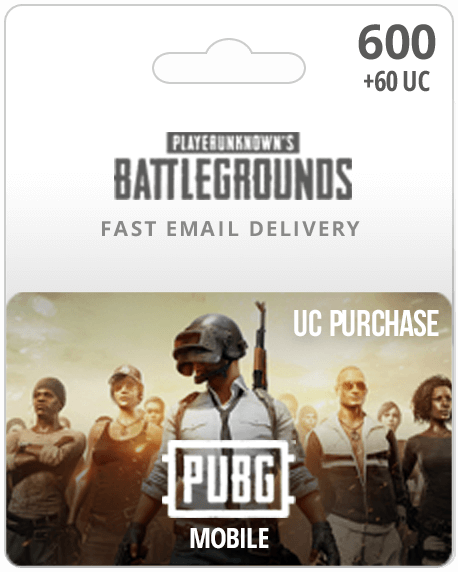 600
+60 UC
PLAYERUNKNOWN'S
BATTLEGROUNDS
FAST EMAIL DELIVERY
UC PURCHASE
PUBG
MOBILE